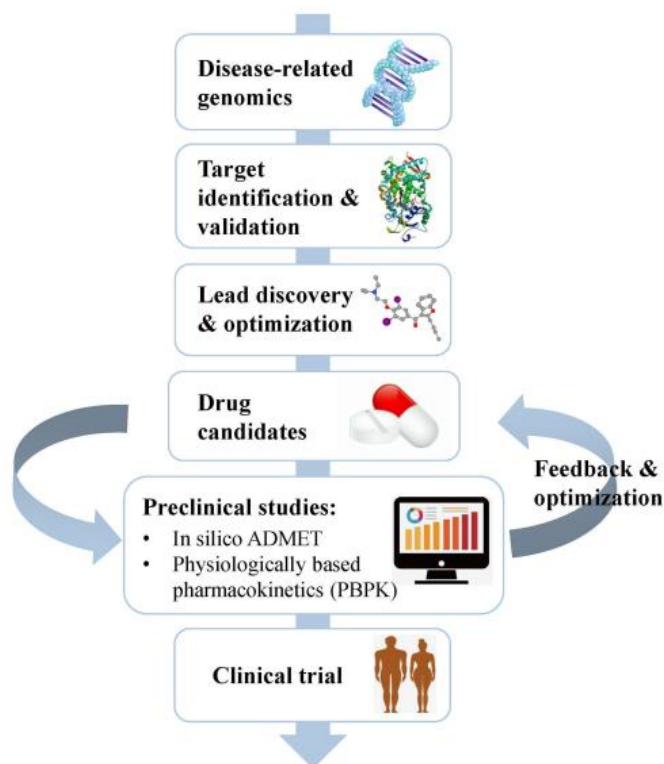 Disease-related
genomics
Target
identification &
validation
Lead discovery
& optimization
Drug
candidates
Feedback &
optimization
Preclinical studies:
• In silico ADMET
• Physiologically based
pharmacokinetics (PBPK)
Clinical trial